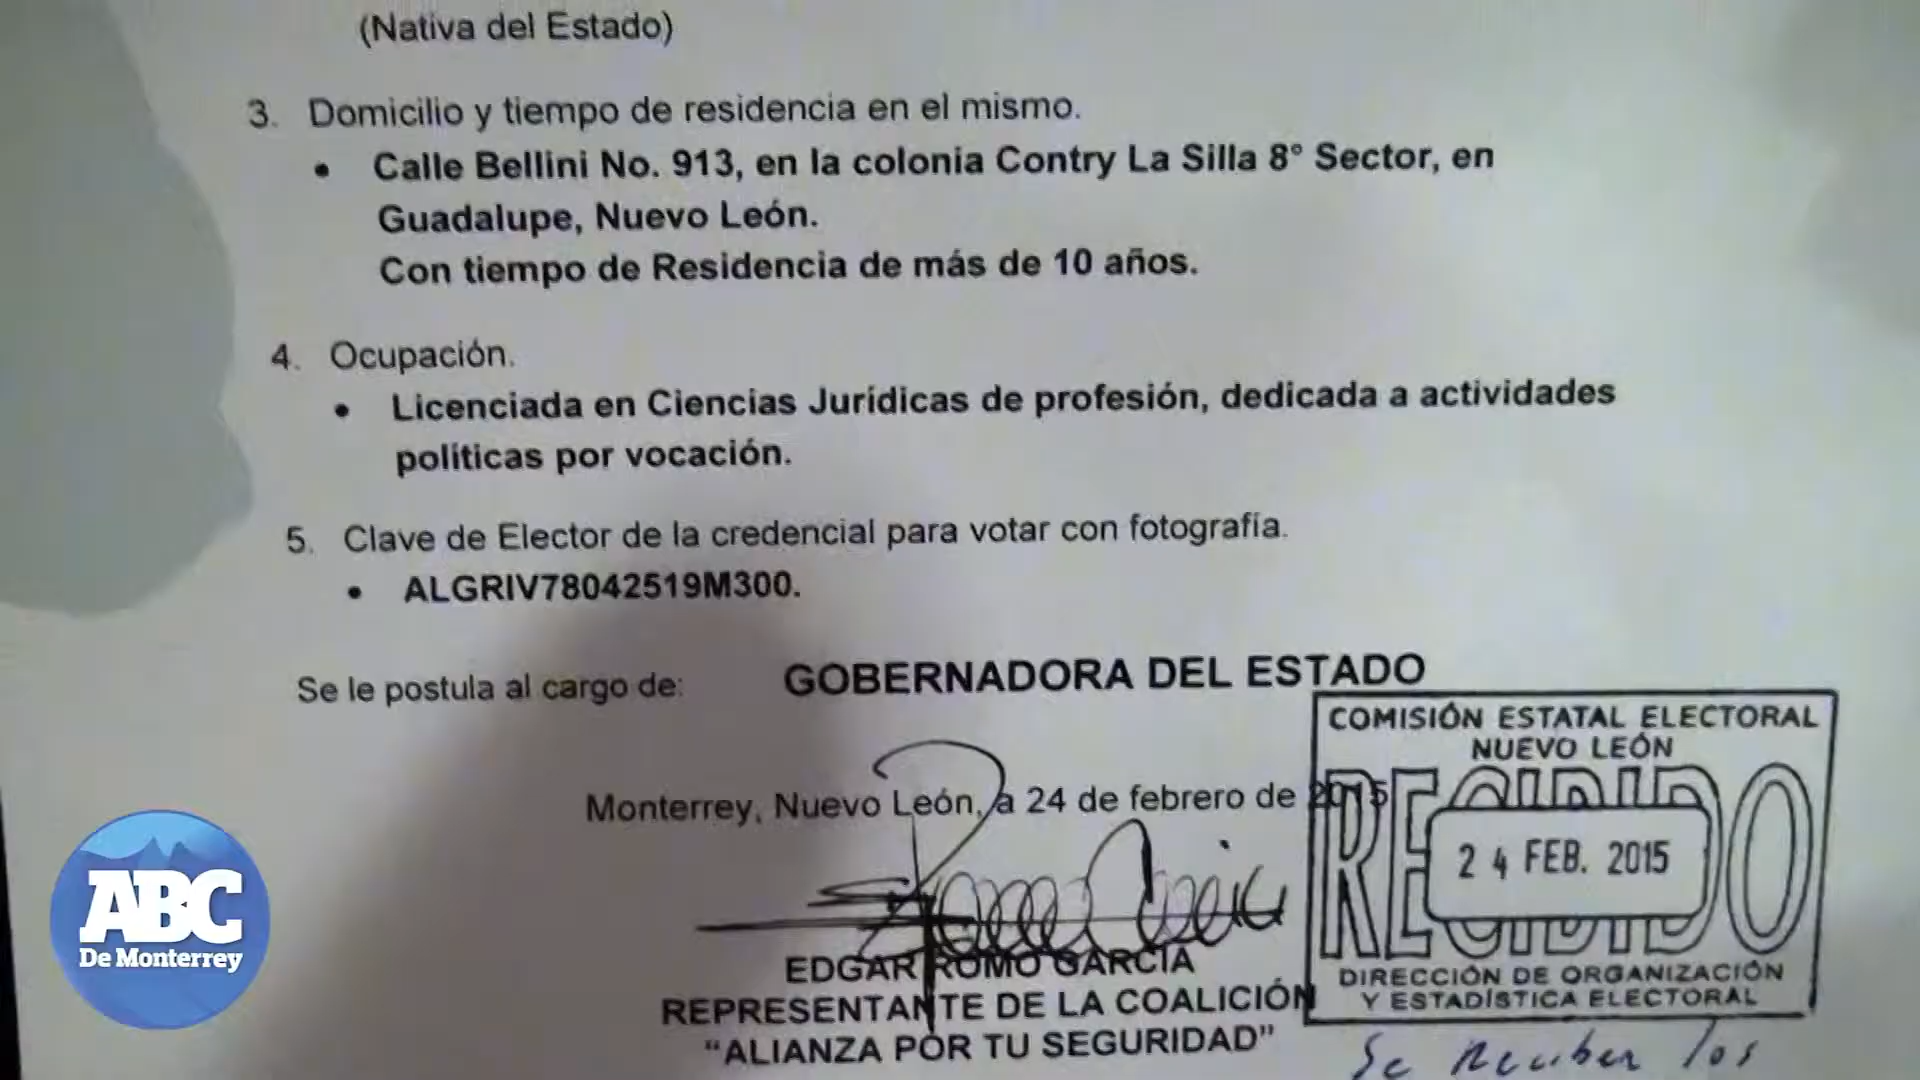 (Nativa del Estado)
3. Domicilio y tiempo de residencia en el mismo.
• Calle Bellini No. 913, en la colonia Contry La Silla 8° Sector, en
Guadalupe, Nuevo León.
Con tiempo de Residencia de más de 10 años.
4. Ocupación.
• Licenciada en Ciencias Jurídicas de profesión, dedicada a actividades
políticas por vocación.
5. Clave de Elector de la credencial para votar con fotografía.
• ALGRIV78042519M300.
Se le postula al cargo de: GOBERNADORA DEL ESTADO
Monterrey, Nuevo León, a 24 de febrero de 2015
EDGAR ROMO GARCÍA
REPRESENTANTE DE LA COALICIÓN
"ALIANZA POR TU SEGURIDAD"
COMISIÓN ESTATAL ELECTORAL
NUEVO LEÓN
RECIBIDO
24 FEB. 2015
DIRECCIÓN DE ORGANIZACIÓN
Y ESTADÍSTICA ELECTORAL
Se reciben los
ABC
De Monterrey